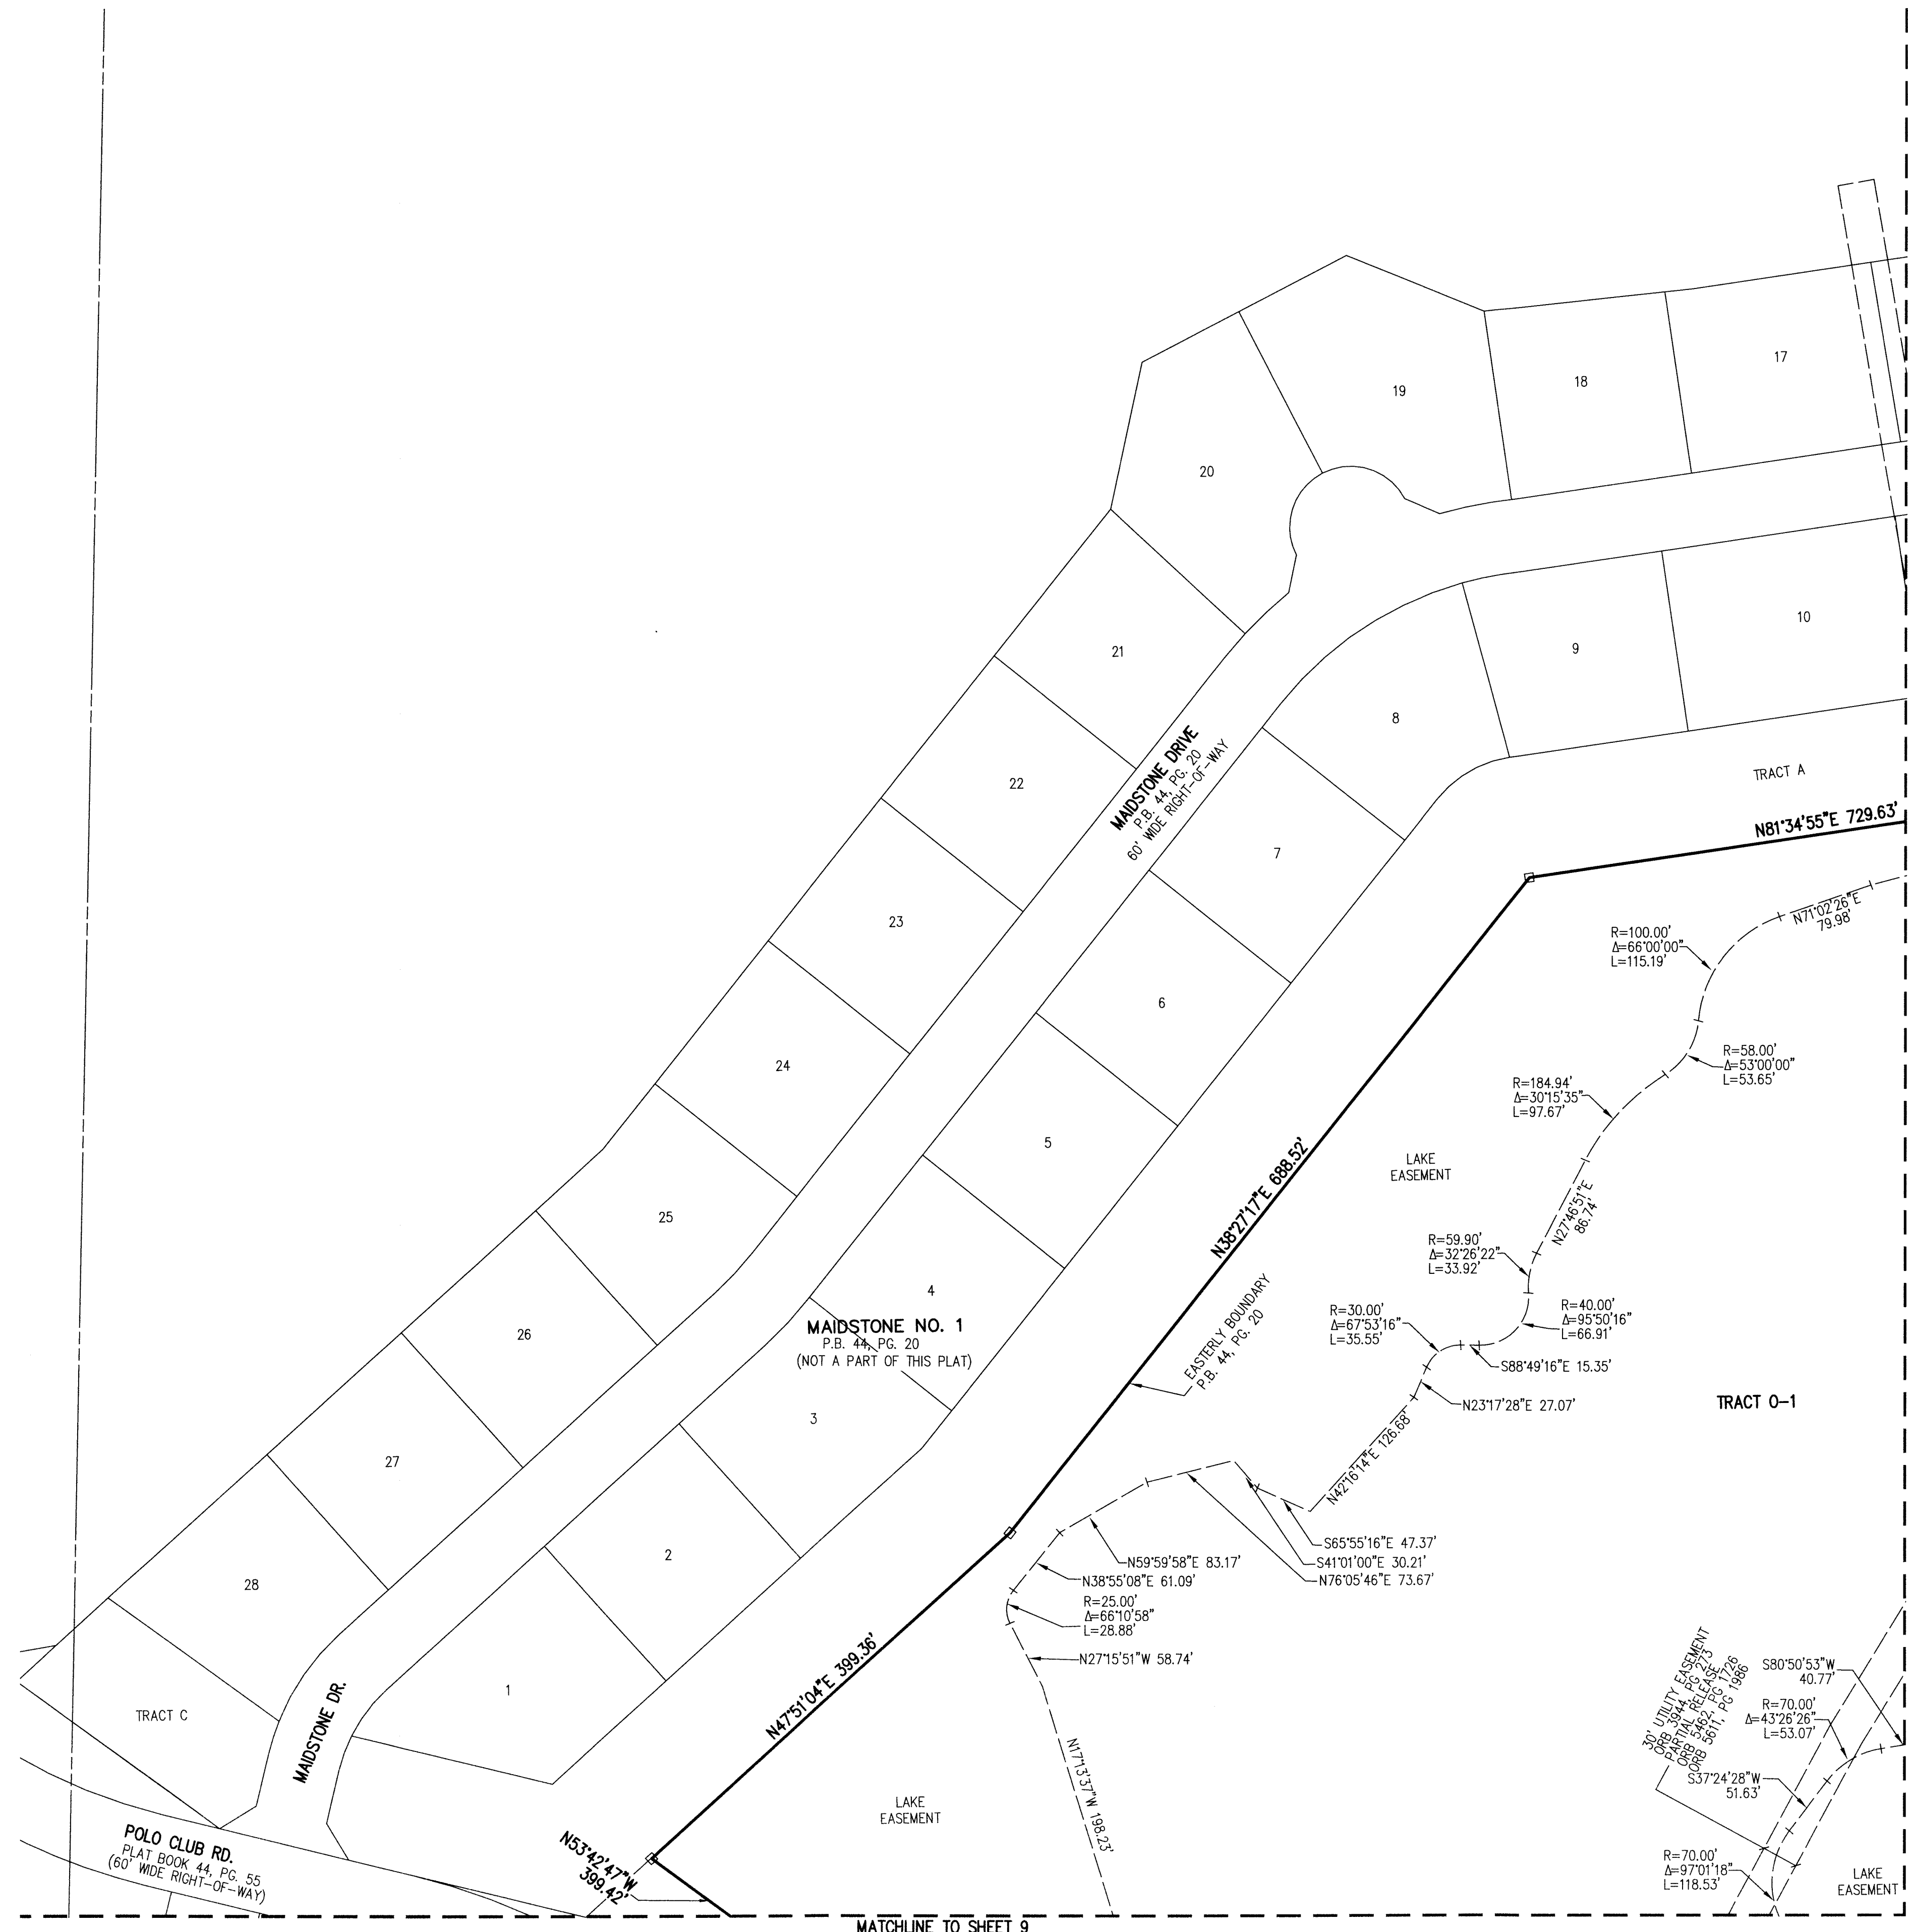 19
18
17
20
21
22
23
24
25
26
27
28
TRACT C
MAIDSTONE DRIVE
P.B. 44, PG. 20
60' WIDE RIGHT-OF-WAY
10
9
8
7
6
5
4
MAIDSTONE NO. 1
P.B. 44, PG. 20
(NOT A PART OF THIS PLAT)
3
2
1
MAIDSTONE DR.
POLO CLUB RD.
PLAT BOOK 44, PG. 55
(60' WIDE RIGHT-OF-WAY)
TRACT A
N81°34'55"E 729.63'
N71°02'26"E
79.98'
R=100.00'
Δ=66°00'00"
L=115.19'
R=58.00'
Δ=53°00'00"
L=53.65'
R=184.94'
Δ=30°15'35"
L=97.67'
LAKE
EASEMENT
N38°27'17"E 688.52'
N27°46'51"E
86.74'
R=59.90'
Δ=32°26'22"
L=33.92'
R=40.00'
Δ=95°50'16"
L=66.91'
R=30.00'
Δ=67°53'16"
L=35.55'
S88°49'16"E 15.35'
N23°17'28"E 27.07'
EASTERLY BOUNDARY
P.B. 44, PG. 20
N42°16'14"E 126.68'
TRACT O-1
S65°55'16"E 47.37'
S41°01'00"E 30.21'
N76°05'46"E 73.67'
N59°59'58"E 83.17'
N38°55'08"E 61.09'
R=25.00'
Δ=66°10'58"
L=28.88'
N27°15'51"W 58.74'
N47°51'04"E 399.36'
N17°13'37"W 198.23'
LAKE
EASEMENT
N53°42'47"W
399.42'
30' UTILITY EASEMENT
ORB 3944, PG 273
PARTIAL RELEASE
ORB 5462, PG 1726
ORB 5611, PG 1986
S80°50'53"W
40.77'
R=70.00'
Δ=43°26'26"
L=53.07'
S37°24'28"W
51.63'
R=70.00'
Δ=97°01'18"
L=118.53'
LAKE
EASEMENT
MATCHLINE TO SHEET 9